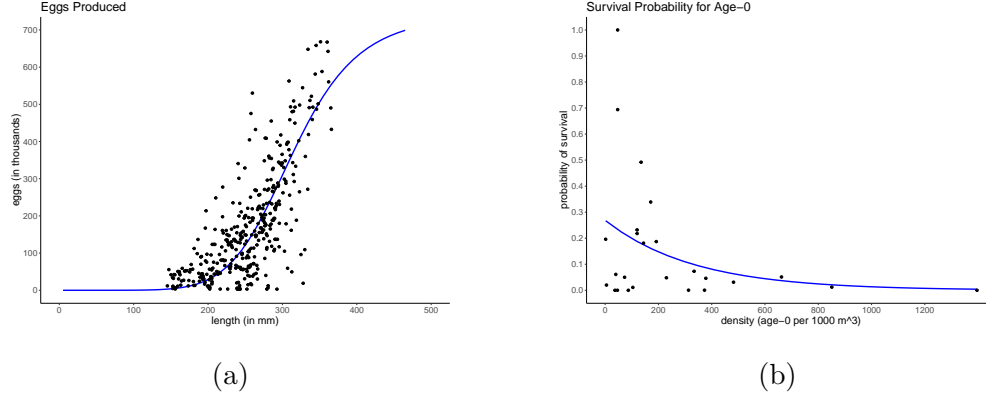 Eggs Produced
700
600
500
400
300
200
100
0
eggs (in thousands)
0 100 200 300 400 500
length (in mm)
(a)
Survival Probability for Age-0
1.0
0.9
0.8
0.7
0.6
0.5
0.4
0.3
0.2
0.1
0.0
probability of survival
0 200 400 600 800 1000 1200
density (age-0 per 1000 m^3)
(b)